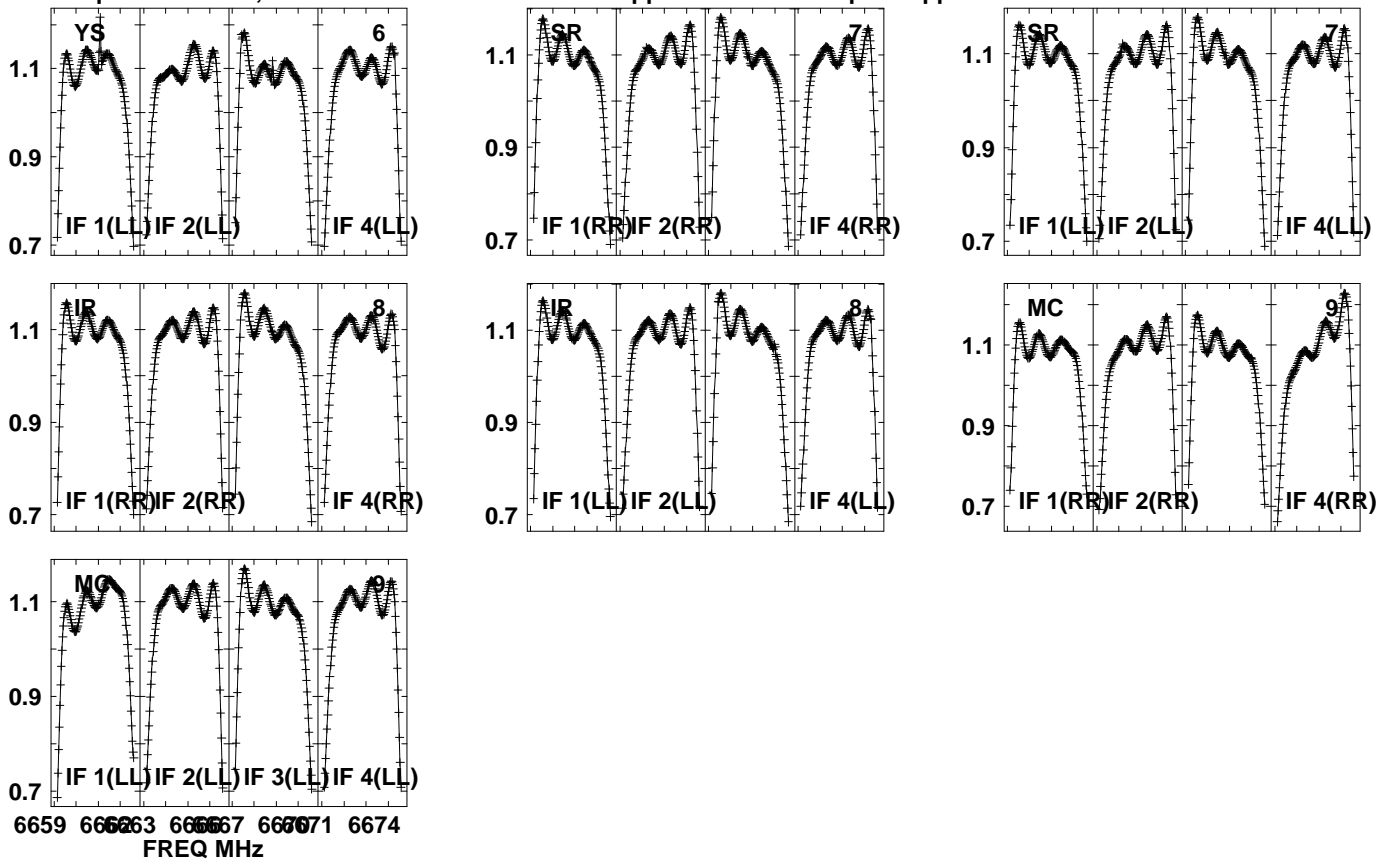 YS 6
1.1
0.9
0.7
IF 1(LL) IF 2(LL) IF 4(LL)
SR 7
1.1
0.9
0.7
IF 1(RR) IF 2(RR) IF 4(RR)
SR 7
1.1
0.9
0.7
IF 1(LL) IF 2(LL) IF 4(LL)
IR 8
1.1
0.9
0.7
IF 1(RR) IF 2(RR) IF 4(RR)
IR 8
1.1
0.9
0.7
IF 1(LL) IF 2(LL) IF 4(LL)
MC 9
1.1
0.9
0.7
IF 1(RR) IF 2(RR) IF 4(RR)
MC 9
1.1
0.9
0.7
IF 1(LL) IF 2(LL) IF 3(LL) IF 4(LL)
6659 6662 6663 6666 6667 6670 6671 6674
FREQ MHz